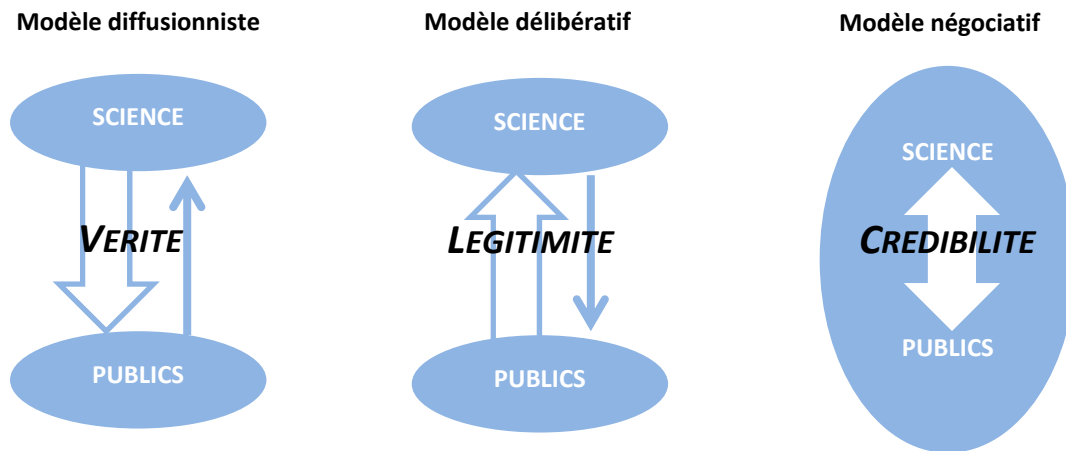 Modèle diffusionniste
SCIENCE
VERITE
PUBLICS
Modèle délibératif
SCIENCE
LEGITIMITE
PUBLICS
Modèle négociatif
SCIENCE
CREDIBILITE
PUBLICS